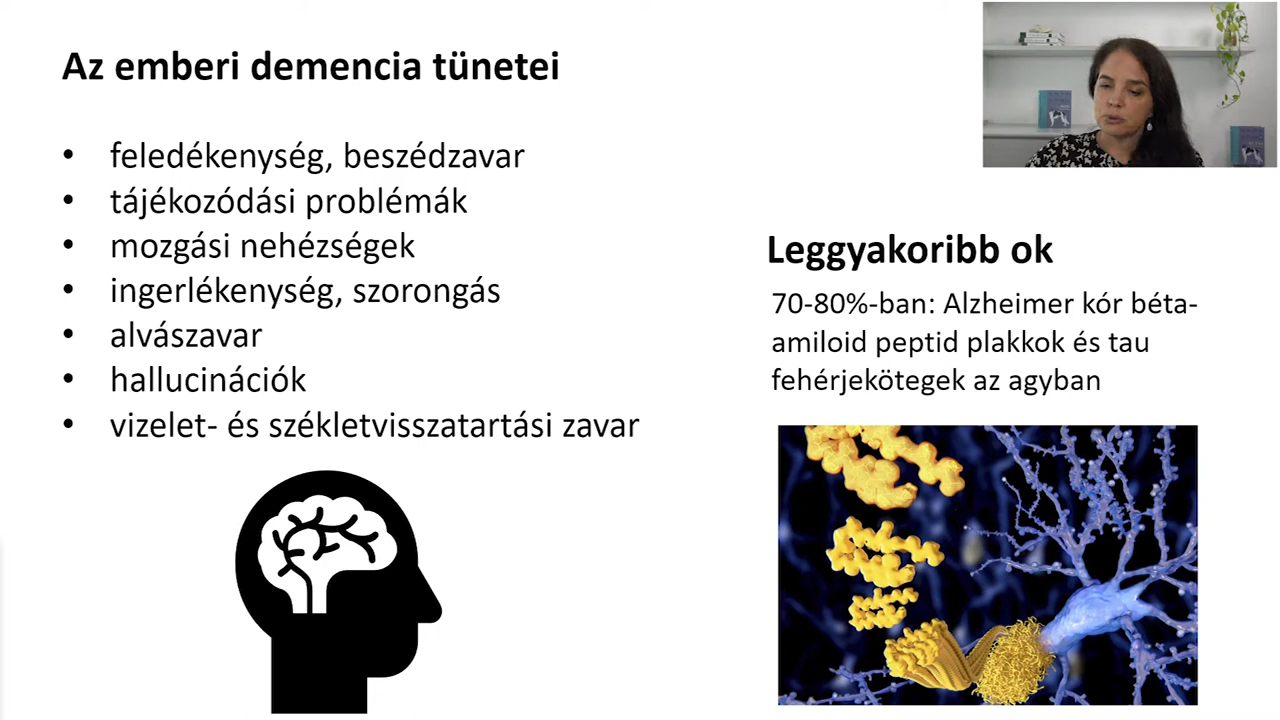 Az emberi demencia tünetei
• feledékenység, beszédzavar
• tájékozódási problémák
• mozgási nehézségek
• ingerlékenység, szorongás
• alvászavar
• hallucinációk
• vizelet- és székletvisszatartási zavar
Leggyakoribb ok
70-80%-ban: Alzheimer kór béta-
amiloid peptid plakkok és tau
fehérjekötegek az agyban